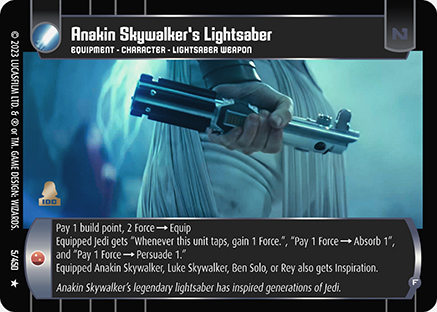 Anakin Skywalker's Lightsaber
EQUIPMENT - CHARACTER - LIGHTSABER WEAPON
N
© 2023 LUCASFILM LTD. & ® or TM. GAME DESIGN: WIZARDS.
IDC
5/450
Pay 1 build point, 2 Force → Equip
Equipped Jedi gets "Whenever this unit taps, gain 1 Force.", "Pay 1 Force → Absorb 1",
and "Pay 1 Force → Persuade 1."
Equipped Anakin Skywalker, Luke Skywalker, Ben Solo, or Rey also gets Inspiration.
Anakin Skywalker's legendary lightsaber has inspired generations of Jedi.
F